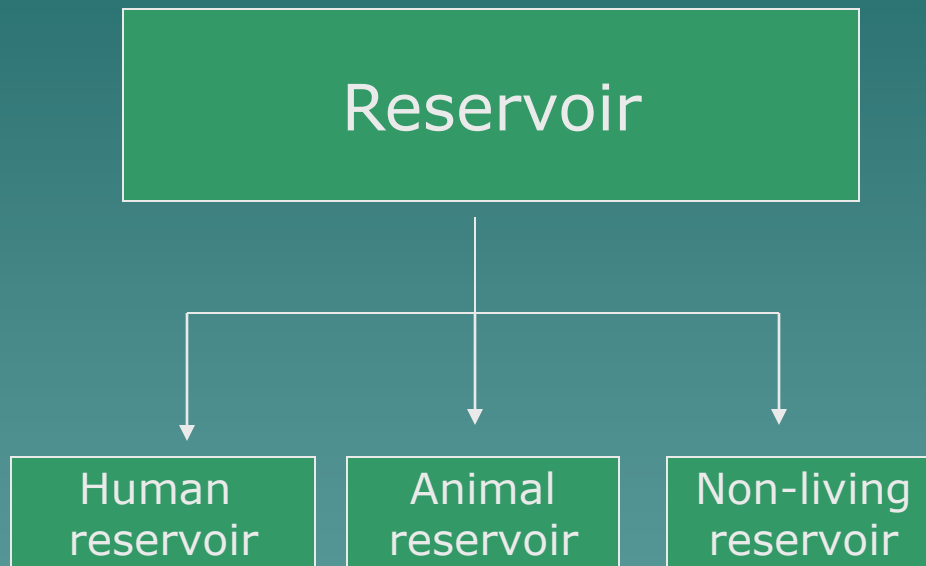 Reservoir
Human
reservoir
Animal
reservoir
Non-living
reservoir